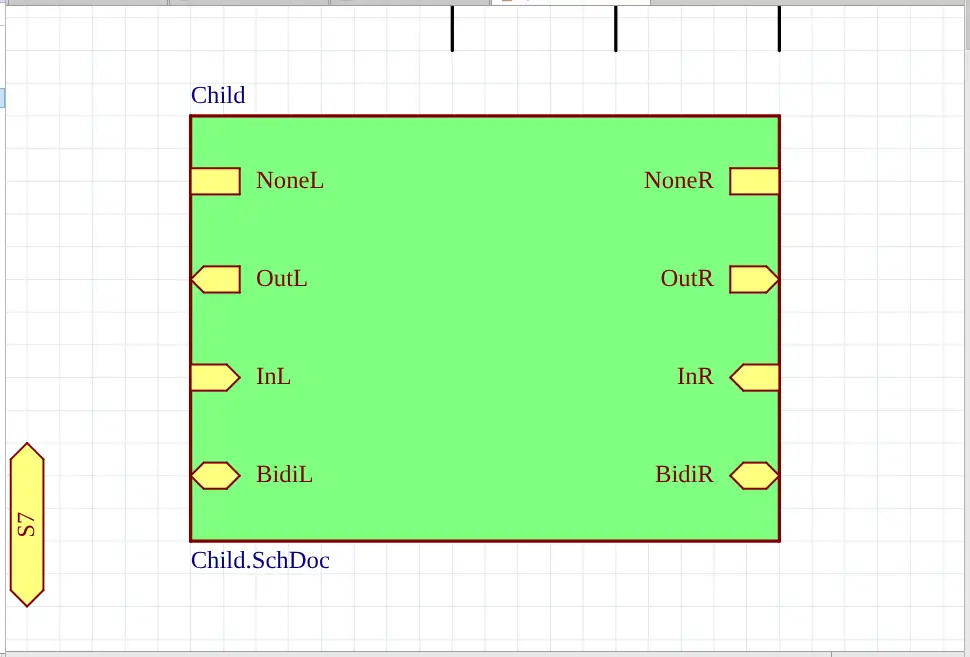 Child
NoneL NoneR
OutL OutR
InL InR
BidiL BidiR
S7
Child.SchDoc